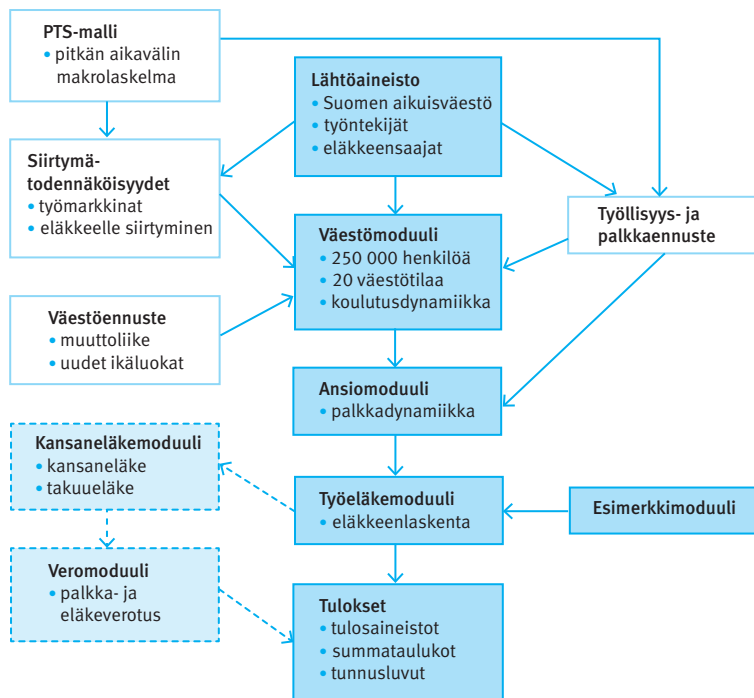 PTS-malli
• pitkän aikavälin
makrolaskelma
Lähtöaineisto
• Suomen aikuisväestö
• työntekijät
• eläkkeensaajat
Siirtymä-
todennäköisyydet
• työmarkkinat
• eläkkeelle siirtyminen
Työllisyys- ja
palkkaennuste
Väestömoduuli
• 250 000 henkilöä
• 20 väestötilaa
• koulutusdynamiikka
Väestöennuste
• muuttoliike
• uudet ikäluokat
Ansiomoduuli
• palkkadynamiikka
Kansaneläkemoduuli
• kansaneläke
• takuueläke
Työeläkemoduuli
• eläkkeenlaskenta
Esimerkkimoduuli
Veromoduuli
• palkka- ja
eläkeverotus
Tulokset
• tulosaineistot
• summataulukot
• tunnusluvut